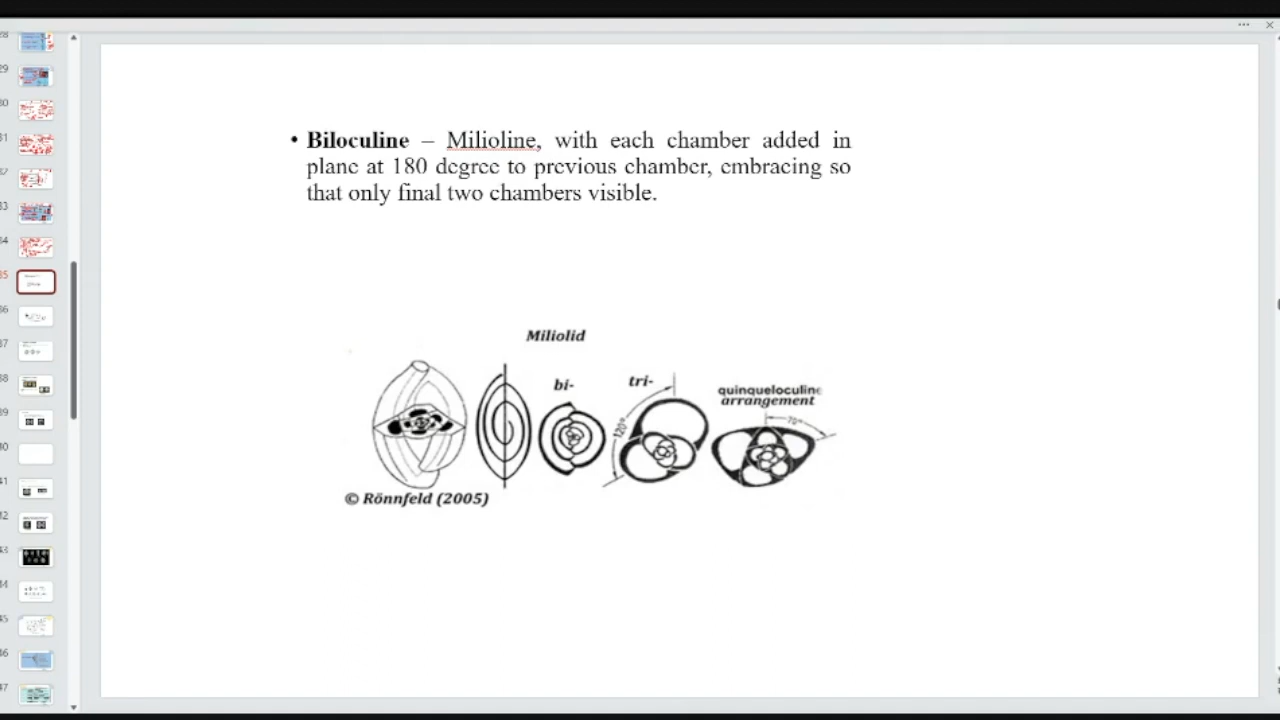 • Biloculine – Milioline, with each chamber added in
plane at 180 degree to previous chamber, embracing so
that only final two chambers visible.
Miliolid
bi-
tri-
quinqueloculine
arrangement
120°
© Rönnfeld (2005)
29